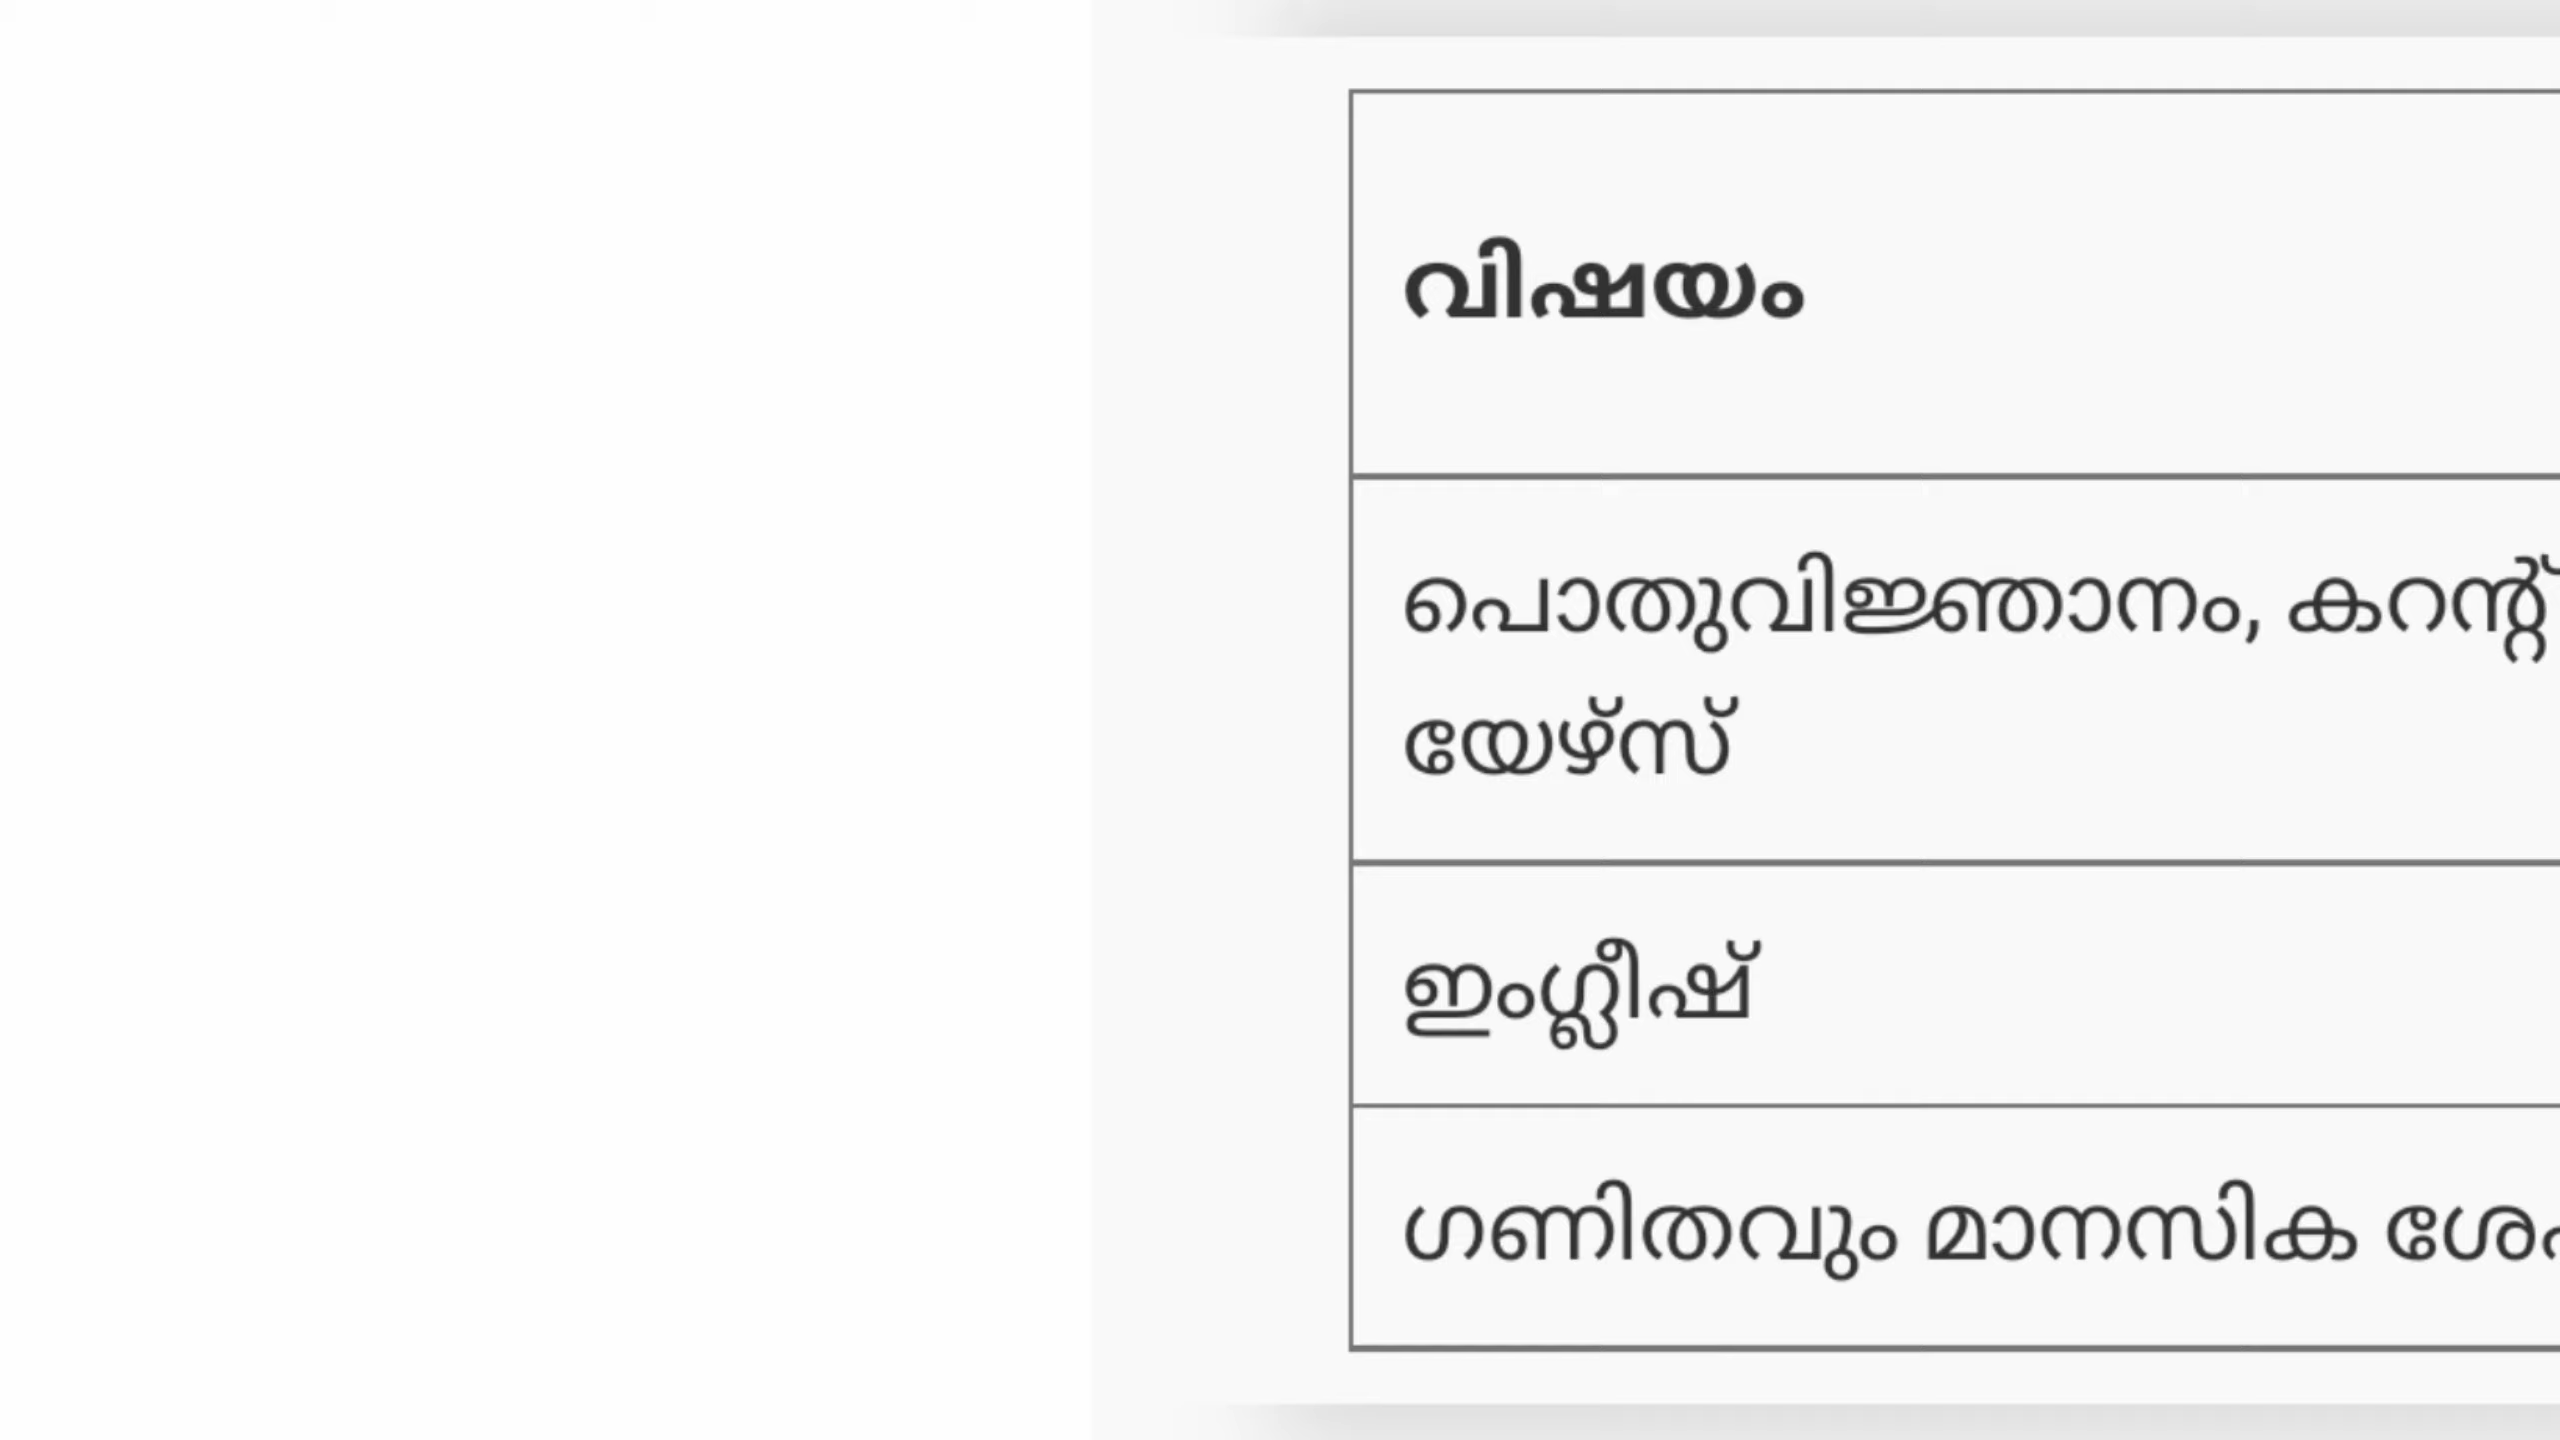 വിഷയം
പൊതുവിജ്ഞാനം, കറന്റ്
യേഴ്സ്
ഇംഗ്ലീഷ്
ഗണിതവും മാനസിക